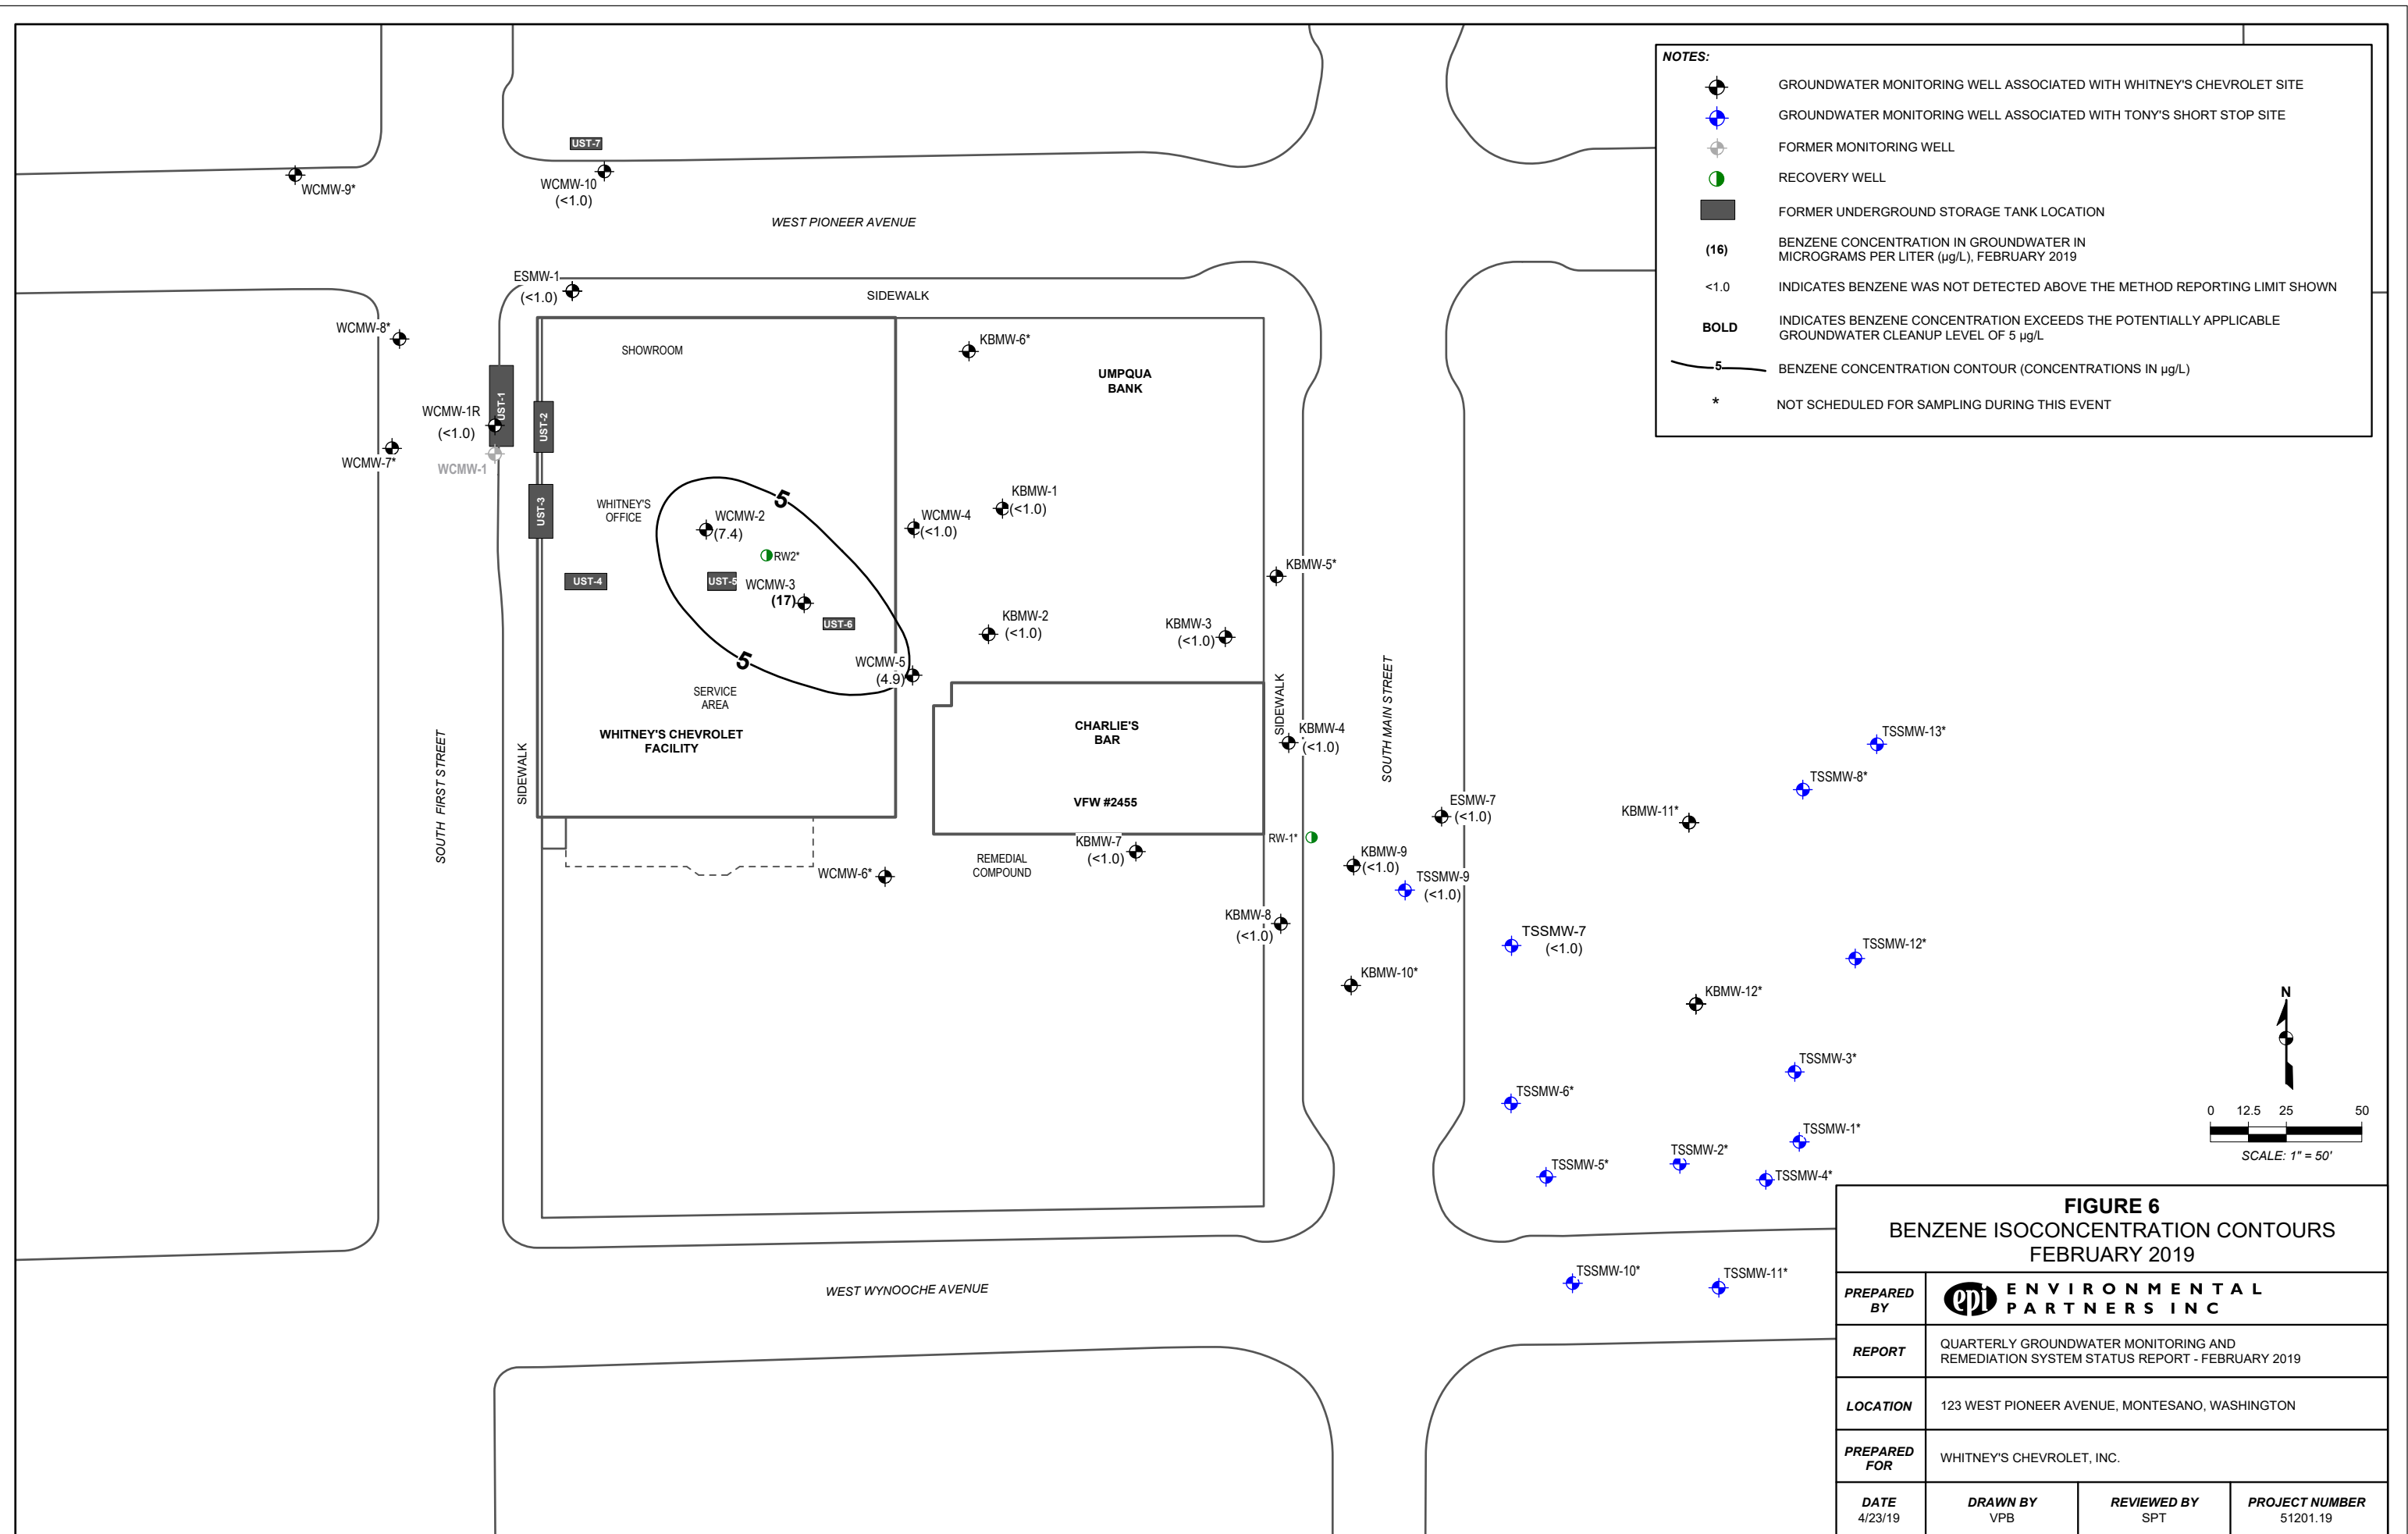 NOTES:
GROUNDWATER MONITORING WELL ASSOCIATED WITH WHITNEY'S CHEVROLET SITE
GROUNDWATER MONITORING WELL ASSOCIATED WITH TONY'S SHORT STOP SITE
FORMER MONITORING WELL
RECOVERY WELL
FORMER UNDERGROUND STORAGE TANK LOCATION
(16) BENZENE CONCENTRATION IN GROUNDWATER IN
MICROGRAMS PER LITER (µg/L), FEBRUARY 2019
<1.0 INDICATES BENZENE WAS NOT DETECTED ABOVE THE METHOD REPORTING LIMIT SHOWN
BOLD INDICATES BENZENE CONCENTRATION EXCEEDS THE POTENTIALLY APPLICABLE
GROUNDWATER CLEANUP LEVEL OF 5 µg/L
5 BENZENE CONCENTRATION CONTOUR (CONCENTRATIONS IN µg/L)
* NOT SCHEDULED FOR SAMPLING DURING THIS EVENT
UST-7
WCMW-9*
WCMW-10
(<1.0)
WEST PIONEER AVENUE
ESMW-1
(<1.0)
SIDEWALK
WCMW-8*
SHOWROOM
KBMW-6*
UMPQUA
BANK
UST-1
UST-2
WCMW-1R
(<1.0)
WCMW-7*
WCMW-1
UST-3
WHITNEY'S
OFFICE
5
WCMW-2
(7.4)
RW2*
WCMW-4
(<1.0)
KBMW-1
(<1.0)
UST-4
UST-5
WCMW-3
(17)
UST-6
KBMW-5*
KBMW-2
(<1.0)
KBMW-3
(<1.0)
5
WCMW-5
(4.9)
SERVICE
AREA
WHITNEY'S CHEVROLET
FACILITY
CHARLIE'S
BAR
VFW #2455
SIDEWALK
SOUTH MAIN STREET
KBMW-4
(<1.0)
SOUTH FIRST STREET
SIDEWALK
TSSMW-13*
TSSMW-8*
ESMW-7
(<1.0)
KBMW-11*
RW-1*
KBMW-7
(<1.0)
REMEDIAL
COMPOUND
WCMW-6*
KBMW-9
(<1.0)
TSSMW-9
(<1.0)
KBMW-8
(<1.0)
TSSMW-7
(<1.0)
TSSMW-12*
KBMW-10*
KBMW-12*
N
TSSMW-3*
TSSMW-6*
TSSMW-1*
TSSMW-2*
TSSMW-5*
TSSMW-4*
0 12.5 25 50
SCALE: 1" = 50'
TSSMW-10*
TSSMW-11*
WEST WYNOOCHE AVENUE
FIGURE 6
BENZENE ISOCONCENTRATION CONTOURS
FEBRUARY 2019
PREPARED
BY
epi ENVIRONMENTAL
PARTNERS INC
REPORT
QUARTERLY GROUNDWATER MONITORING AND
REMEDIATION SYSTEM STATUS REPORT - FEBRUARY 2019
LOCATION
123 WEST PIONEER AVENUE, MONTESANO, WASHINGTON
PREPARED
FOR
WHITNEY'S CHEVROLET, INC.
DATE
4/23/19
DRAWN BY
VPB
REVIEWED BY
SPT
PROJECT NUMBER
51201.19